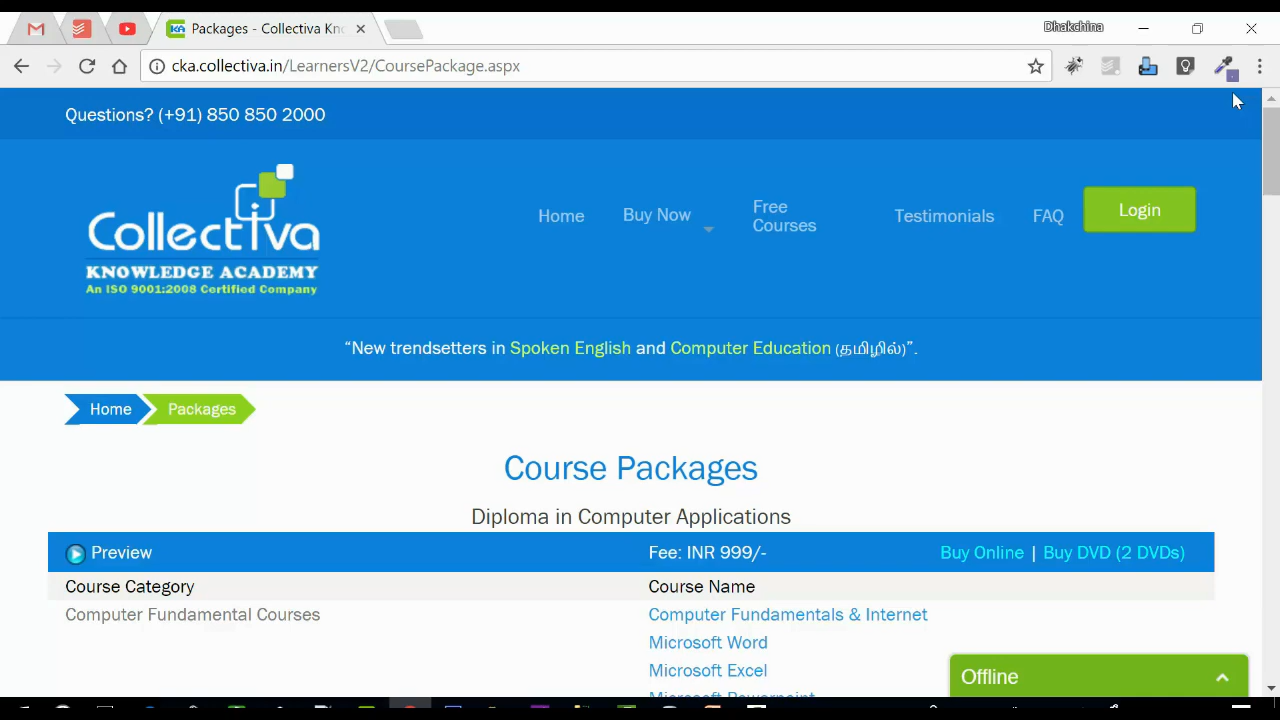 Dhakchina
Packages - Collectiva Kn
cka.collectiva.in/LearnersV2/CoursePackage.aspx
Questions? (+91) 850 850 2000
Collectiva
KNOWLEDGE ACADEMY
An ISO 9001:2008 Certified Company
Home
Buy Now
Free
Courses
Testimonials
FAQ
Login
“New trendsetters in Spoken English and Computer Education (தமிழில்)”.
Home
Packages
Course Packages
Diploma in Computer Applications
Preview Fee: INR 999/- Buy Online | Buy DVD (2 DVDs)
Course Category Course Name
Computer Fundamental Courses Computer Fundamentals & Internet
Microsoft Word
Microsoft Excel
Microsoft Powerpoint
Offline